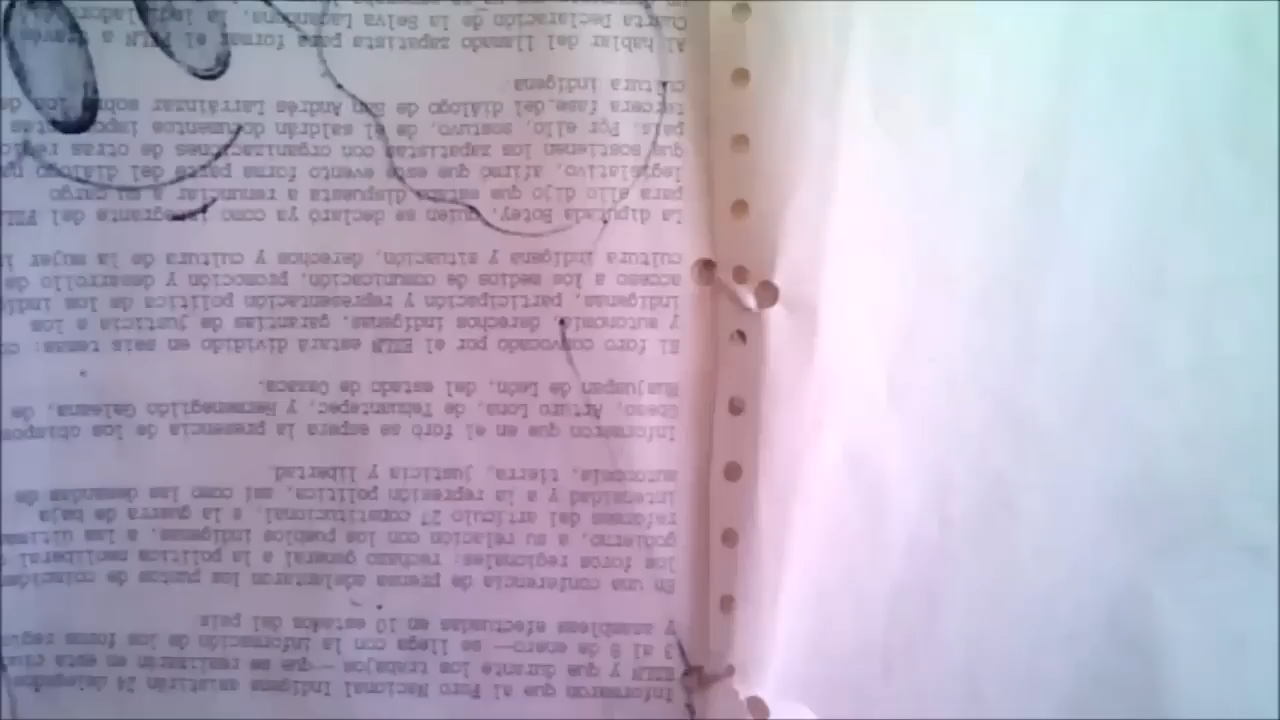 Informaron que al Foro Nacional Indígena asistirán 24 delegados
EZLN y que durante los trabajos —que se realizarán en esta
3 al 8 de enero— se llega con la información de los foros
y asambleas efectuadas en 10 estados del país
En una conferencia de prensa adelantaron los puntos de
los foros regionales: rechazo general a la política neoliberal
gobierno, a su relación con los pueblos indígenas, a las
reformas del artículo 27 constitucional, a la guerra de baja
intensidad y a la represión política, así como las demandas de
autonomía, tierra, justicia y libertad
Informaron que en el foro se espera la presencia de los obispos
Arturo Lona, de Tehuantepec, y Hermenegildo de
Huajuapan de León, del estado de Oaxaca.
El foro convocado por el EZLN estará dividido en seis temas:
y autonomía, derechos indígenas, garantías de justicia a los
indígenas, participación y representación política de los
acceso a los medios de comunicación, promoción y desarrollo de
cultura indígena y situación, derechos y cultura de la mujer
La diputada Botey, quien se declaró ya como integrante del
para ello dijo que estaba dispuesta a renunciar a su cargo
legislativo, afirmó que este evento forma parte del diálogo
que sostienen los zapatistas con organizaciones de otras
país. Por ello, sostuvo, de él saldrán documentos
tercera fase del diálogo de San Andrés Larráinzar sobre los de
cultura indígena
Al hablar del llamado zapatista para formar el FZLN a través
Cuarta Declaración de la Selva Lacandona, la